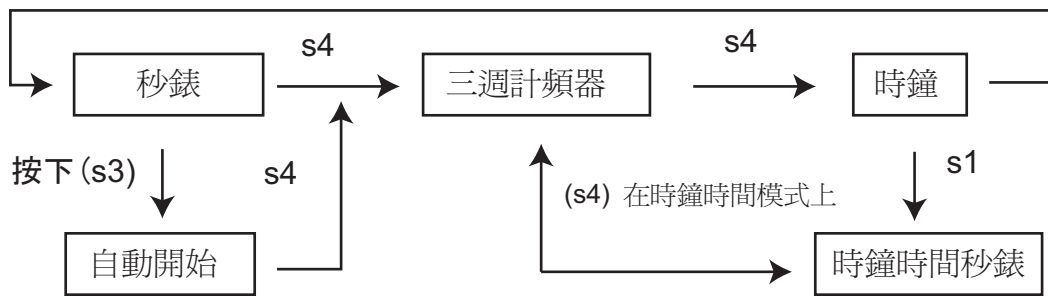 s4
s4
秒錶
三週計頻器
時鐘
按下(s3)
s4
s1
(s4) 在時鐘時間模式上
自動開始
時鐘時間秒錶